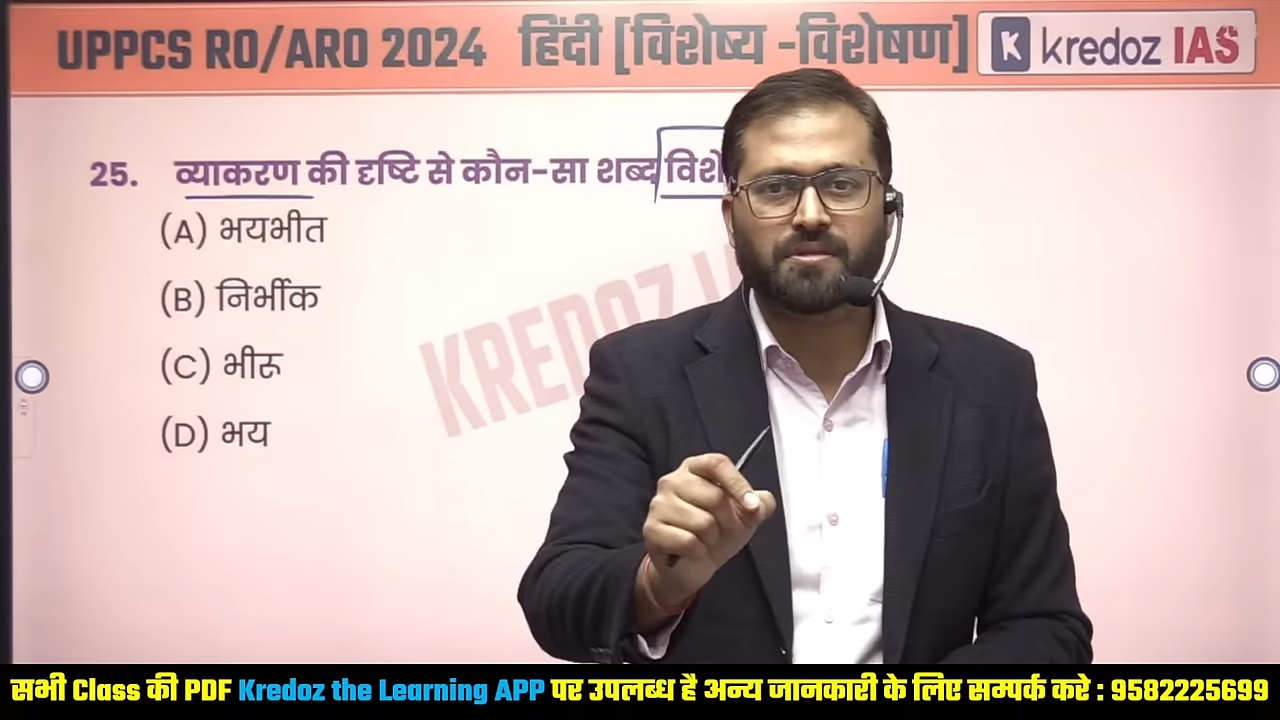 UPPCS RO/ARO 2024 हिंदी [विशेष्य -विशेषण]
kredoz IAS
25. व्याकरण की दृष्टि से कौन-सा शब्द
(A) भयभीत
(B) निर्भीक
(C) भीरू
(D) भय
KREDOZ
सभी Class की PDF Kredoz the Learning APP पर उपलब्ध है अन्य जानकारी के लिए सम्पर्क करे : 9582225699